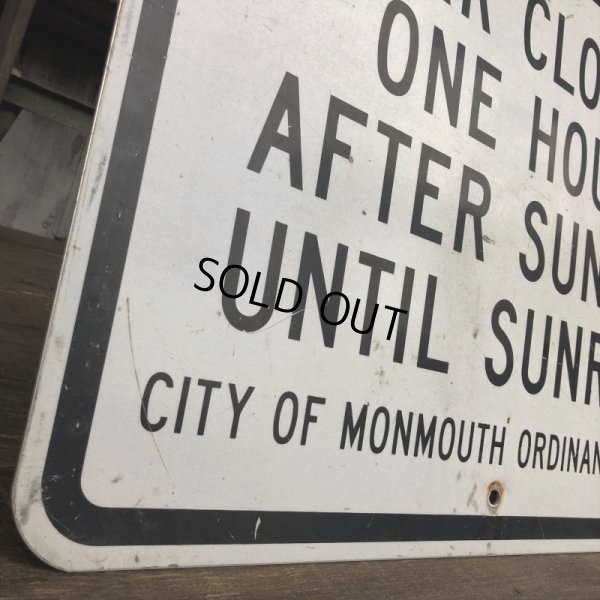 CLO
ONE HOU
AFTER SUN
UNTIL SUNR
SOLD OUT
CITY OF MONMOUTH ORDINAN